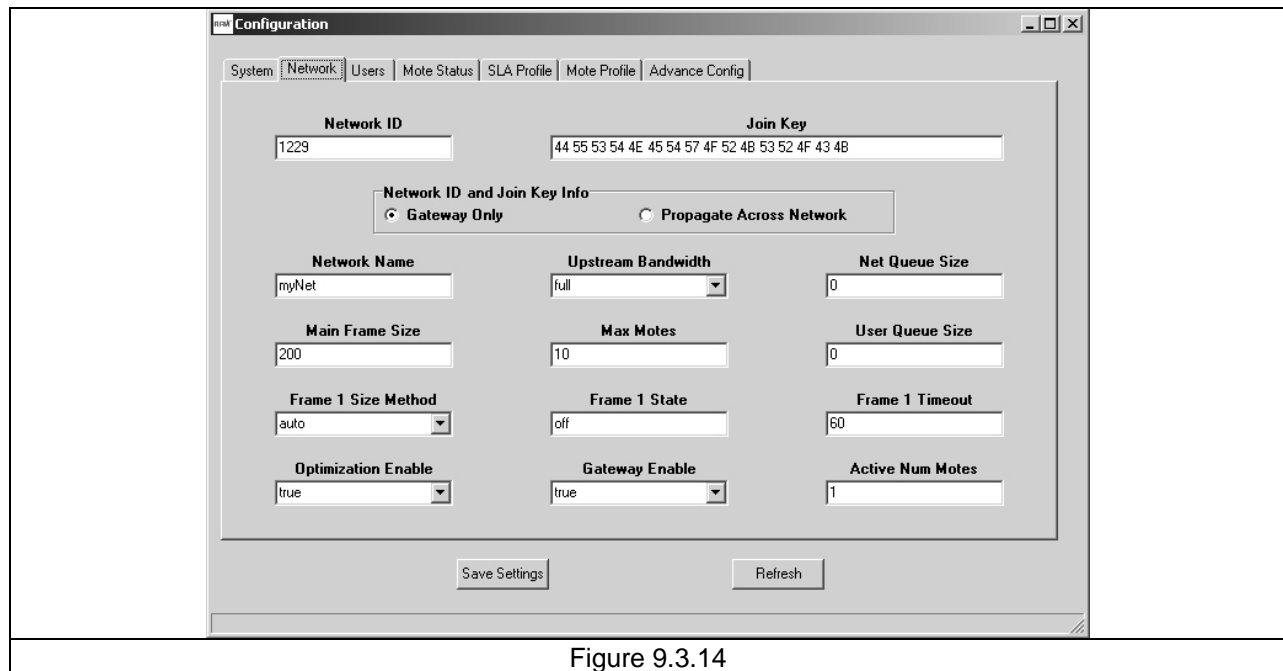 Configuration
System Network Users Mote Status SLA Profile Mote Profile Advance Config
Network ID Join Key
1229 44 55 53 54 4E 45 54 57 4F 52 4B 53 52 4F 43 4B
Network ID and Join Key Info
Gateway Only Propagate Across Network
Network Name Upstream Bandwidth Net Queue Size
myNet full 0
Main Frame Size Max Motes User Queue Size
200 10 0
Frame 1 Size Method Frame 1 State Frame 1 Timeout
auto off 60
Optimization Enable Gateway Enable Active Num Motes
true true 1
Save Settings Refresh
Figure 9.3.14